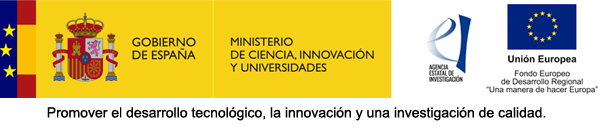 GOBIERNO
DE ESPAÑA
MINISTERIO
DE CIENCIA, INNOVACIÓN
Y UNIVERSIDADES
AGENCIA
ESTATAL DE
INVESTIGACIÓN
Unión Europea
Fondo Europeo
de Desarrollo Regional
"Una manera de hacer Europa"
Promover el desarrollo tecnológico, la innovación y una investigación de calidad.